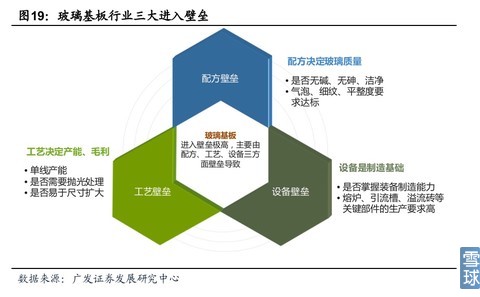 图19：玻璃基板行业三大进入壁垒
配方壁垒
配方决定玻璃质量
• 是否无碱、无砷、洁净
• 气泡、细纹、平整度要
求达标
玻璃基板
进入壁垒极高，主要由
配方、工艺、设备三方
面壁垒导致
工艺决定产能、毛利
• 单线产能
• 是否需要抛光处理
• 是否易于尺寸扩大
工艺壁垒
设备壁垒
设备是制造基础
• 是否掌握装备制造能力
• 熔炉、引流槽、溢流砖等
关键部件的生产要求高
数据来源：广发证券发展研究中心
雪球